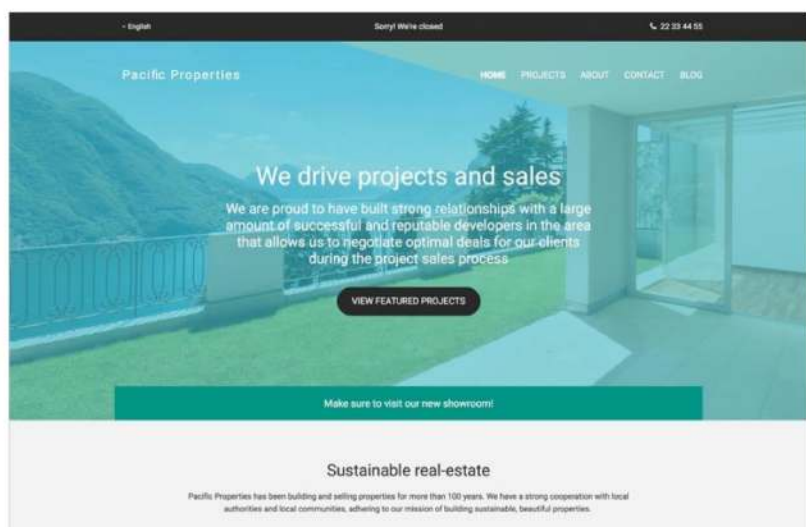 - English
Sorry! We're closed
22 33 44 55
Pacific Properties
HOME PROJECTS ABOUT CONTACT BLOG
We drive projects and sales
We are proud to have built strong relationships with a large
amount of successful and reputable developers in the area
that allows us to negotiate optimal deals for our clients
during the project sales process
VIEW FEATURED PROJECTS
Make sure to visit our new showroom!
Sustainable real-estate
Pacific Properties has been building and selling properties for more than 100 years. We have a strong cooperation with local
authorities and local communities, adhering to our mission of building sustainable, beautiful properties.